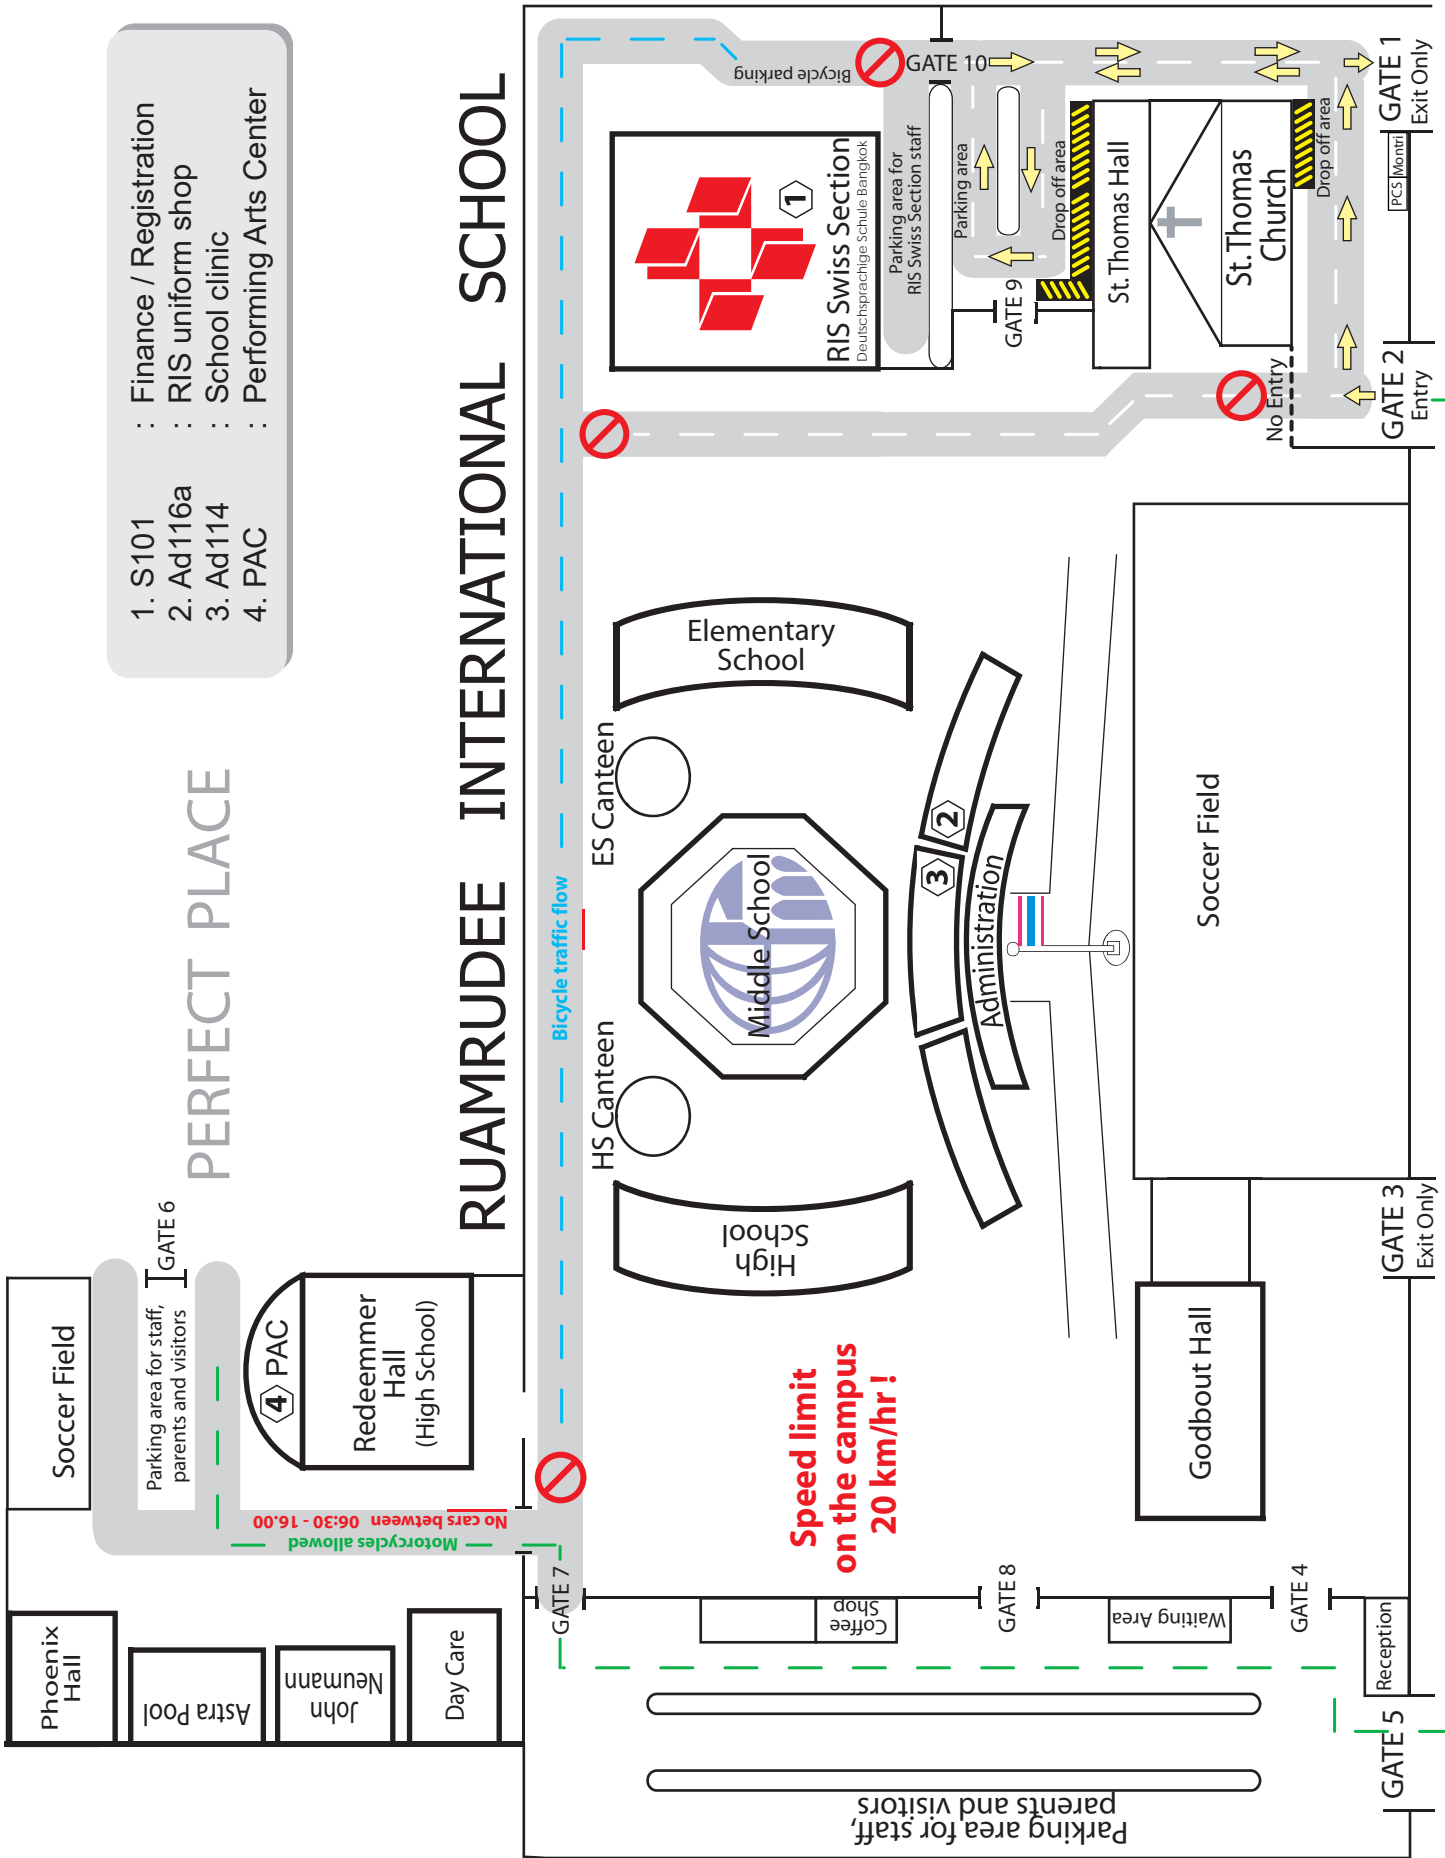 1. S101 : Finance / Registration
2. Ad116a : RIS uniform shop
3. Ad114 : School clinic
4. PAC : Performing Arts Center
PERFECT PLACE
RUAMRUDEE INTERNATIONAL SCHOOL
Phoenix
Hall
Astra Pool
John
Neumann
Day Care
Soccer Field
Parking area for staff,
parents and visitors
GATE 6
4 PAC
Redeemmer
Hall
(High School)
No cars between 06:30 - 16.00
Motorcycles allowed
GATE 7
Bicycle traffic flow
Bicycle parking
GATE 10
HS Canteen
ES Canteen
High
School
Middle School
Elementary
School
1
RIS Swiss Section
Deutschsprachige Schule Bangkok
Parking area for
RIS Swiss Section staff
Parking area
Drop off area
GATE 9
St. Thomas Hall
St. Thomas
Church
Drop off area
No Entry
Speed limit
on the campus
20 km/hr !
3
2
Administration
Coffee
Shop
GATE 8
Waiting Area
GATE 4
Reception
Godbout Hall
Soccer Field
Parking area for staff,
parents and visitors
GATE 5
GATE 3
Exit Only
GATE 2
Entry
PCS
Montri
GATE 1
Exit Only